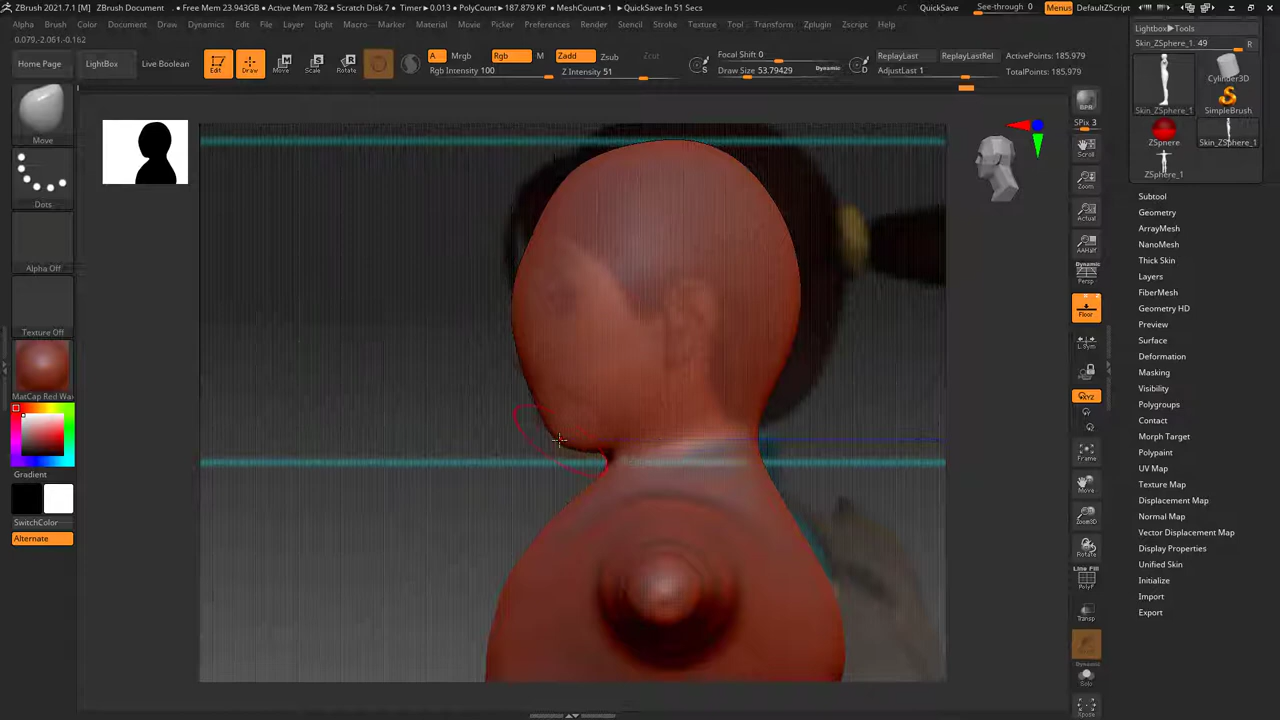 ZBrush 2021.7.1 [M] ZBrush Document . • Free Mem 23.943GB • Active Mem 782 • Scratch Disk 7 • Timer▶0.013 • PolyCount▶187.879 KP • MeshCount▶1 ▶QuickSave In 51 Secs AC QuickSave See-through 0 Menus DefaultZScript
Alpha Brush Color Document Draw Dynamics Edit File Layer Light Macro Marker Material Movie Picker Preferences Render Stencil Stroke Texture Tool Transform Zplugin Zscript Help
0.079,-2.061,-0.162
Home Page LightBox Live Boolean Edit Draw Move Scale Rotate A Mrgb Rgb M Zadd Zsub Zcut Focal Shift 0 ReplayLast ReplayLastRel ActivePoints: 185,979
Rgb Intensity 100 Z Intensity 51 S Draw Size 53.79429 Dynamic D AdjustLast 1 TotalPoints: 185,979
Lightbox▶Tools
Skin_ZSphere_1. 49 R
Skin_ZSphere_1 Cylinder3D
SimpleBrush
ZSphere Skin_ZSphere_1
ZSphere_1
Move
Dots
Alpha Off
Texture Off
MatCap Red Wa
Gradient
SwitchColor
Alternate
BPR
SPix 3
Scroll
Zoom
Actual
AAHalf
Dynamic
Persp
Floor
L.Sym
XYZ
Frame
Move
Zoom3D
Rotate
Line Fill
PolyF
Transp
Dynamic
Solo
Xpose
Subtool
Geometry
ArrayMesh
NanoMesh
Thick Skin
Layers
FiberMesh
Geometry HD
Preview
Surface
Deformation
Masking
Visibility
Polygroups
Contact
Morph Target
Polypaint
UV Map
Texture Map
Displacement Map
Normal Map
Vector Displacement Map
Display Properties
Unified Skin
Initialize
Import
Export